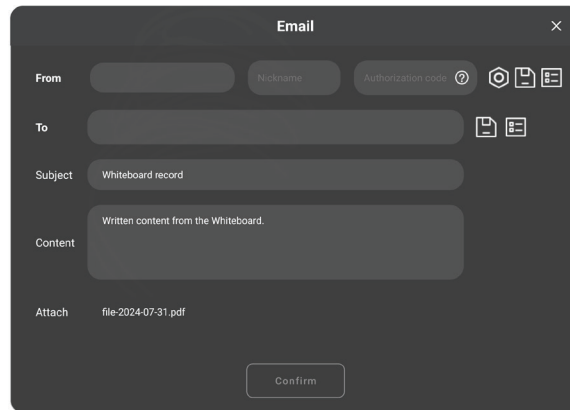 Email
From
Nickname
Authorization code
To
Subject
Whiteboard record
Content
Written content from the Whiteboard.
Attach
file-2024-07-31.pdf
Confirm